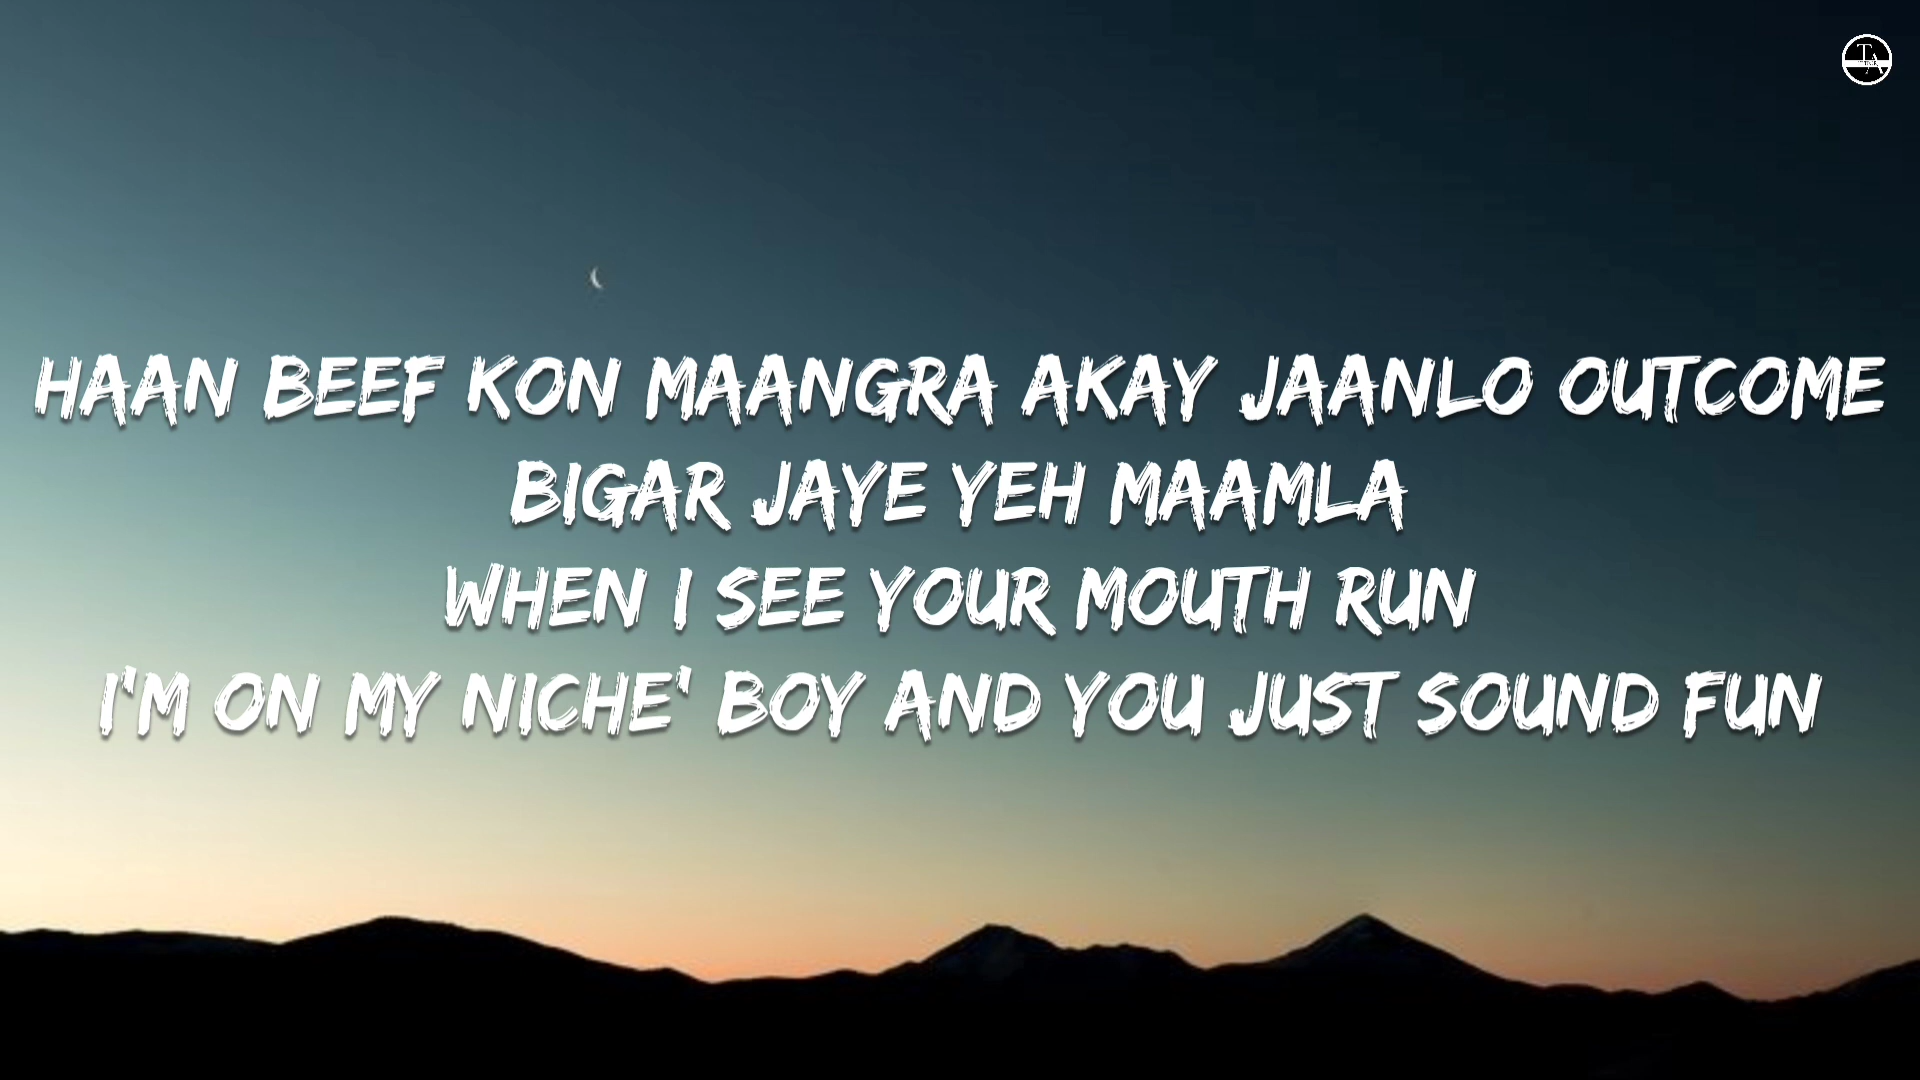 HAAN BEEF KON MAANGRA AKAY JAANLO OUTCOME
BIGAR JAYE YEH MAAMLA
WHEN I SEE YOUR MOUTH RUN
I'M ON MY NICHE' BOY AND YOU JUST SOUND FUN
TA